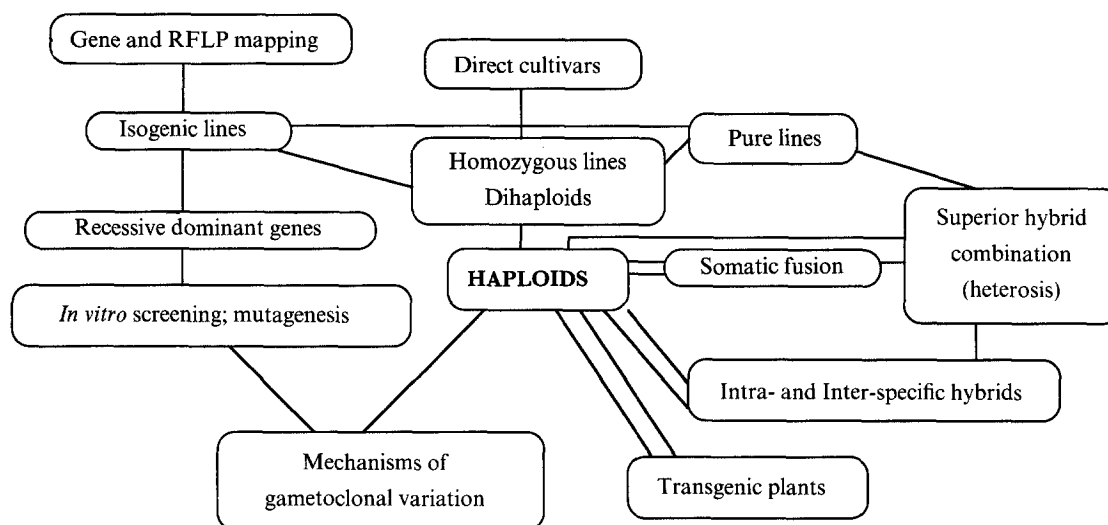 Gene and RFLP mapping
Direct cultivars
Isogenic lines
Pure lines
Homozygous lines
Dihaploids
Recessive dominant genes
Superior hybrid
combination
(heterosis)
HAPLOIDS
Somatic fusion
In vitro screening; mutagenesis
Intra- and Inter-specific hybrids
Mechanisms of
gametoclonal variation
Transgenic plants